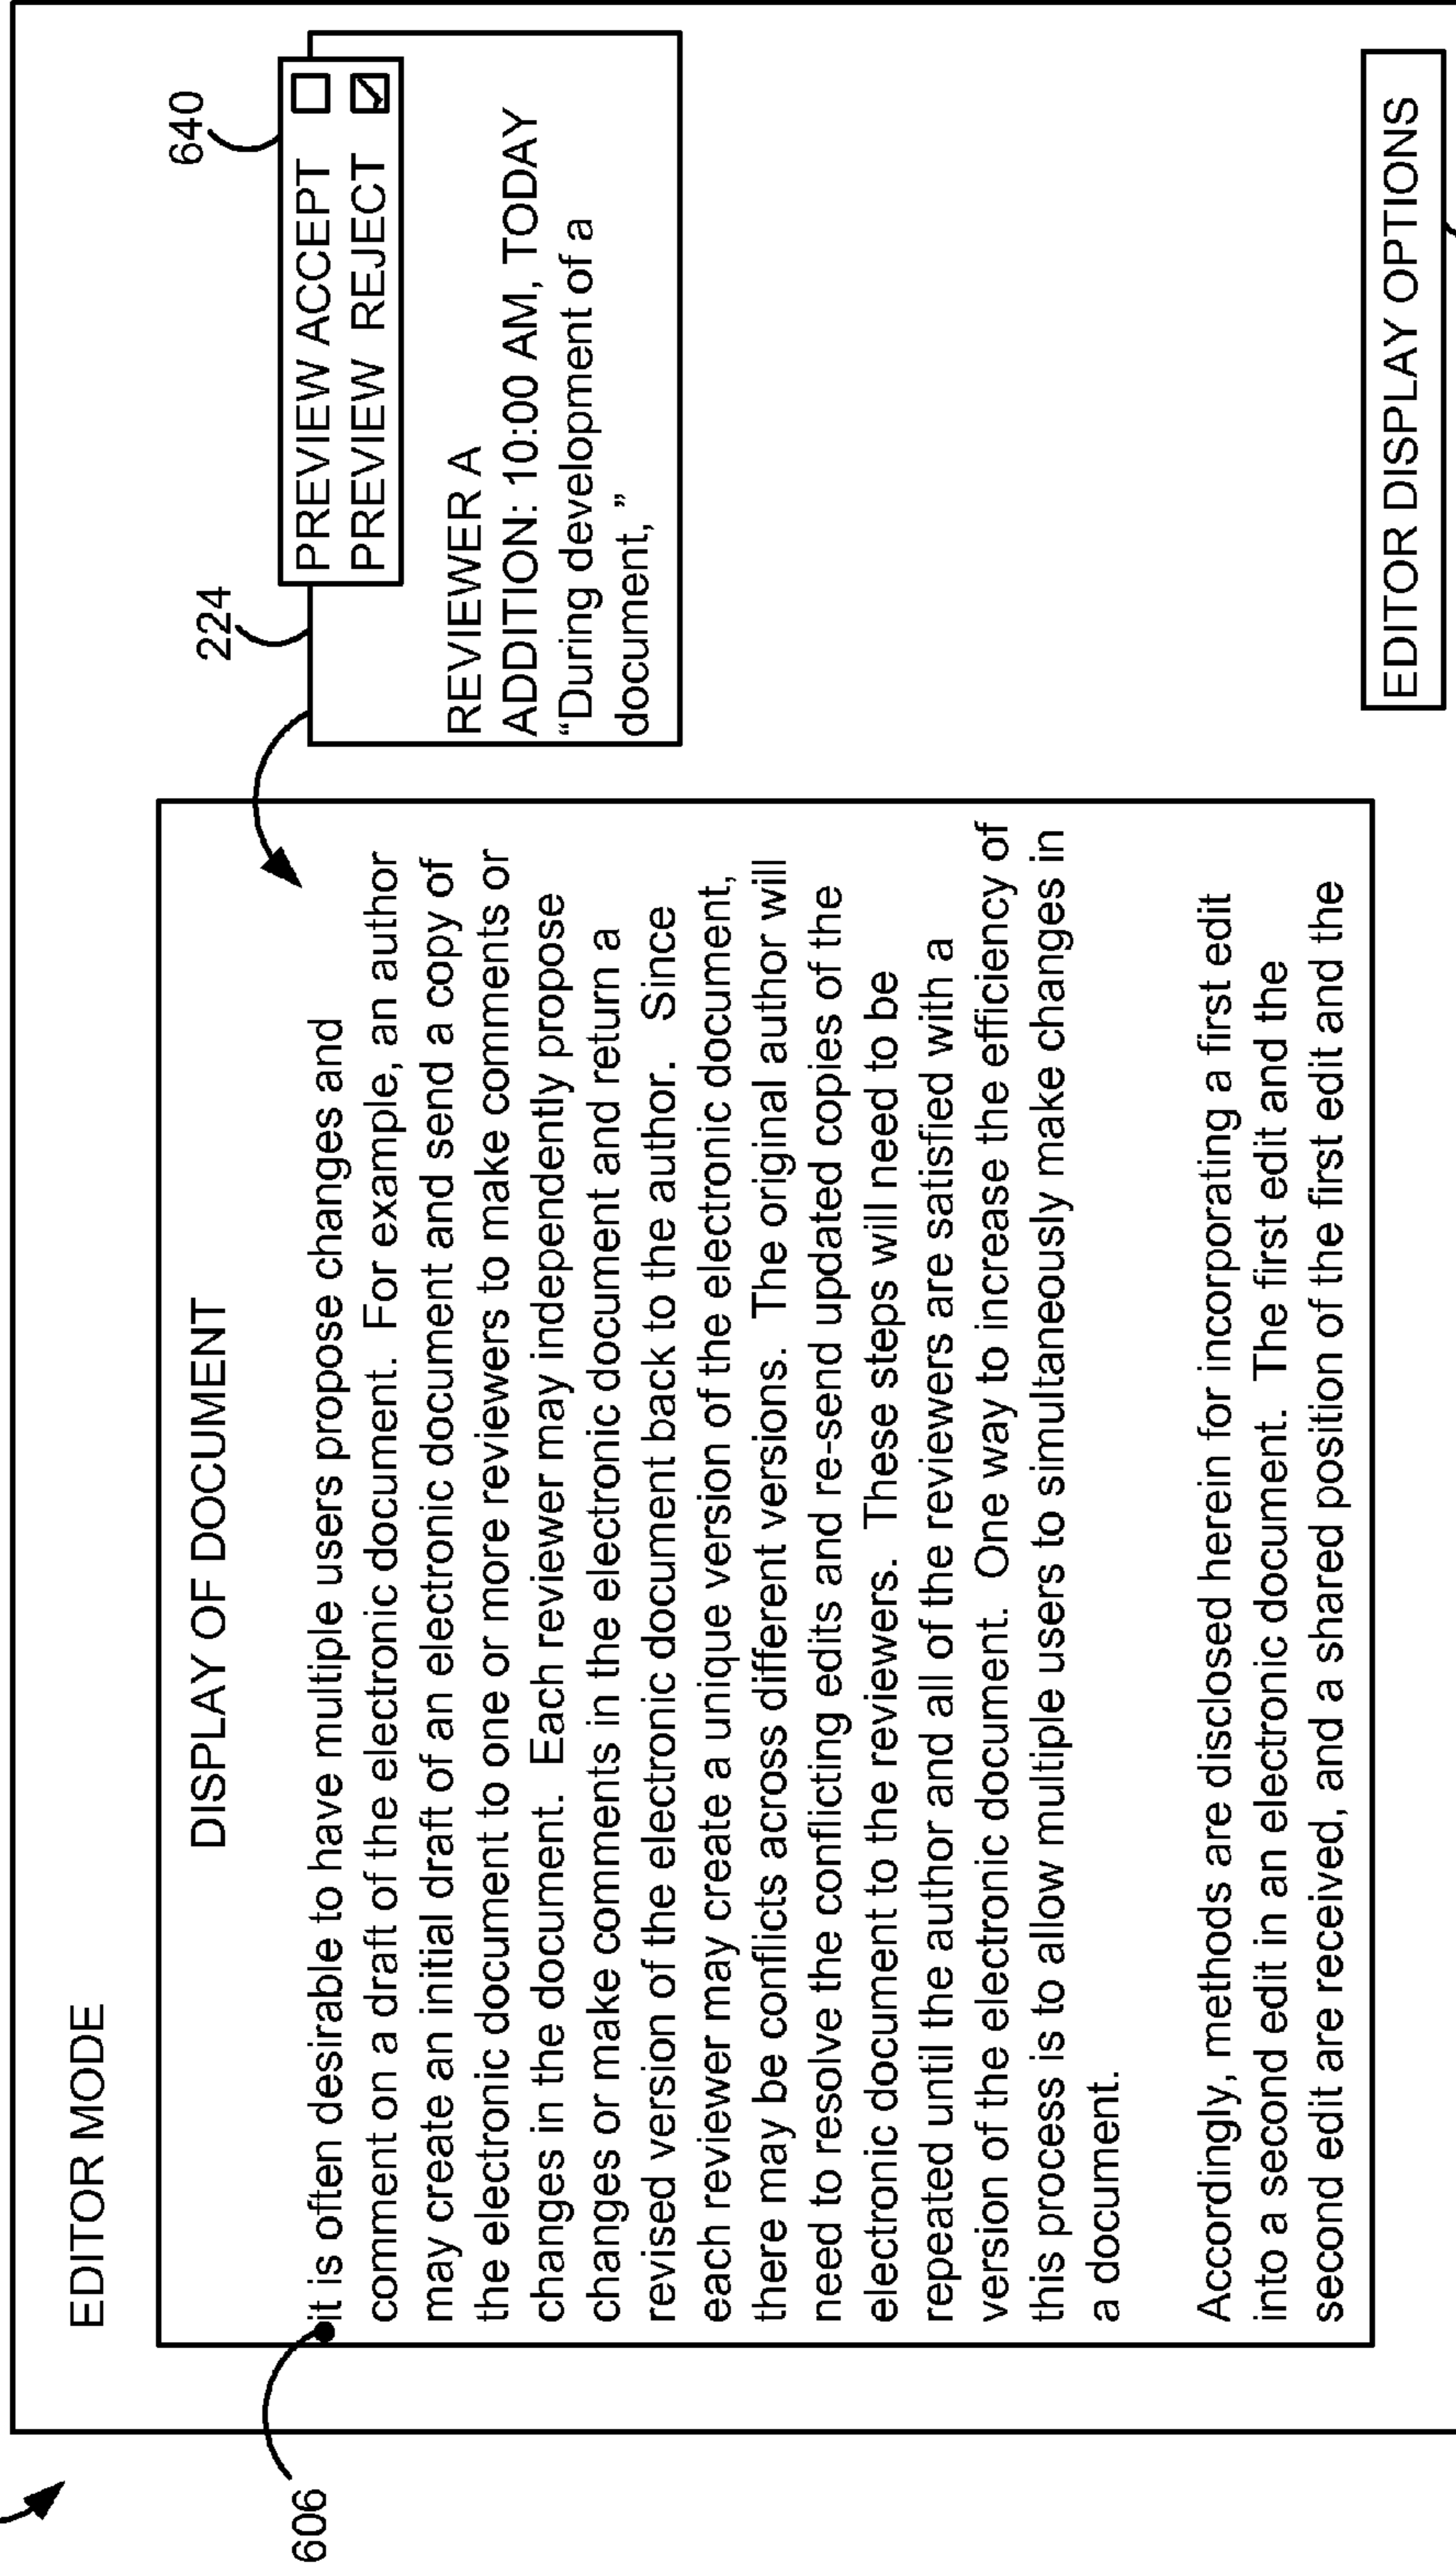 EDITOR MODE
DISPLAY OF DOCUMENT
it is often desirable to have multiple users propose changes and
comment on a draft of the electronic document. For example, an author
may create an initial draft of an electronic document and send a copy of
the electronic document to one or more reviewers to make comments or
changes in the document. Each reviewer may independently propose
changes or make comments in the electronic document and return a
revised version of the electronic document back to the author. Since
each reviewer may create a unique version of the electronic document,
there may be conflicts across different versions. The original author will
need to resolve the conflicting edits and re-send updated copies of the
electronic document to the reviewers. These steps will need to be
repeated until the author and all of the reviewers are satisfied with a
version of the electronic document. One way to increase the efficiency of
this process is to allow multiple users to simultaneously make changes in
a document.
Accordingly, methods are disclosed herein for incorporating a first edit
into a second edit in an electronic document. The first edit and the
second edit are received, and a shared position of the first edit and the
606
224
640
PREVIEW ACCEPT
PREVIEW REJECT
REVIEWER A
ADDITION: 10:00 AM, TODAY
“During development of a
document, ”
EDITOR DISPLAY OPTIONS